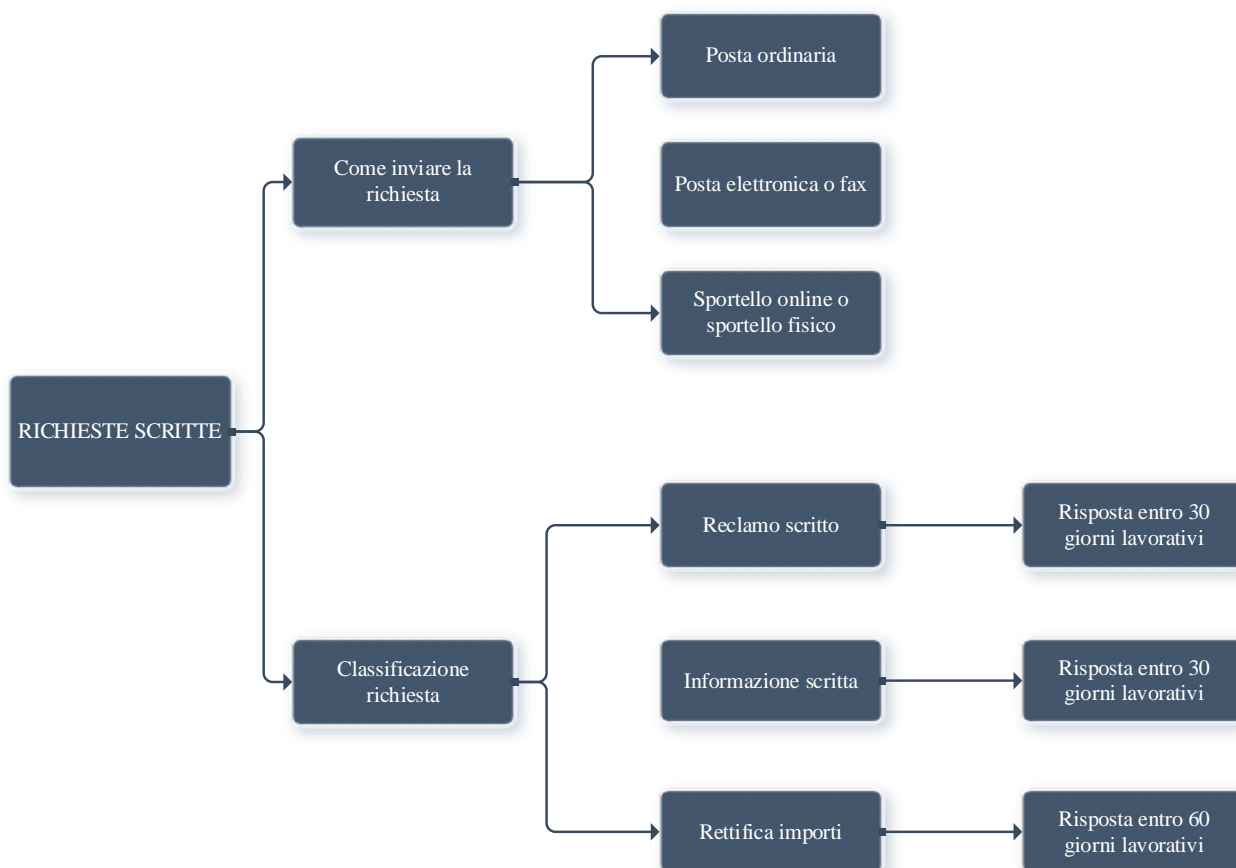 Posta ordinaria
Come inviare la
richiesta
Posta elettronica o fax
Sportello online o
sportello fisico
RICHIESTE SCRITTE
Reclamo scritto
Risposta entro 30
giorni lavorativi
Classificazione
richiesta
Informazione scritta
Risposta entro 30
giorni lavorativi
Rettifica importi
Risposta entro 60
giorni lavorativi